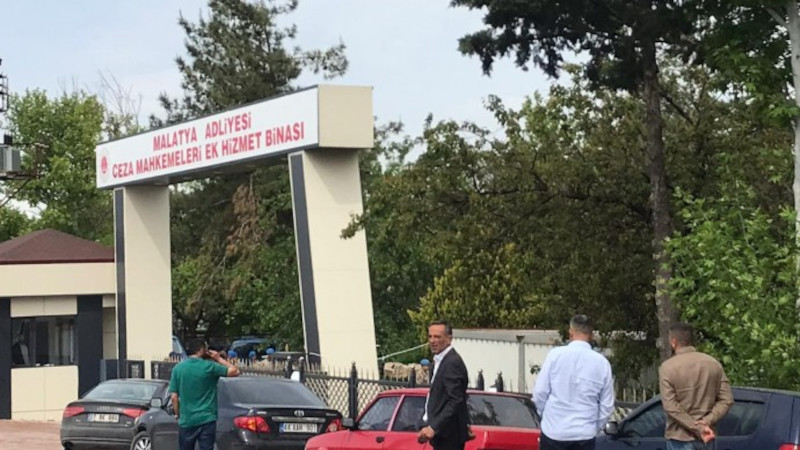 MALATYA ADLİYESİ
CEZA MAHKEMELERİ EK HİZMET BİNASI